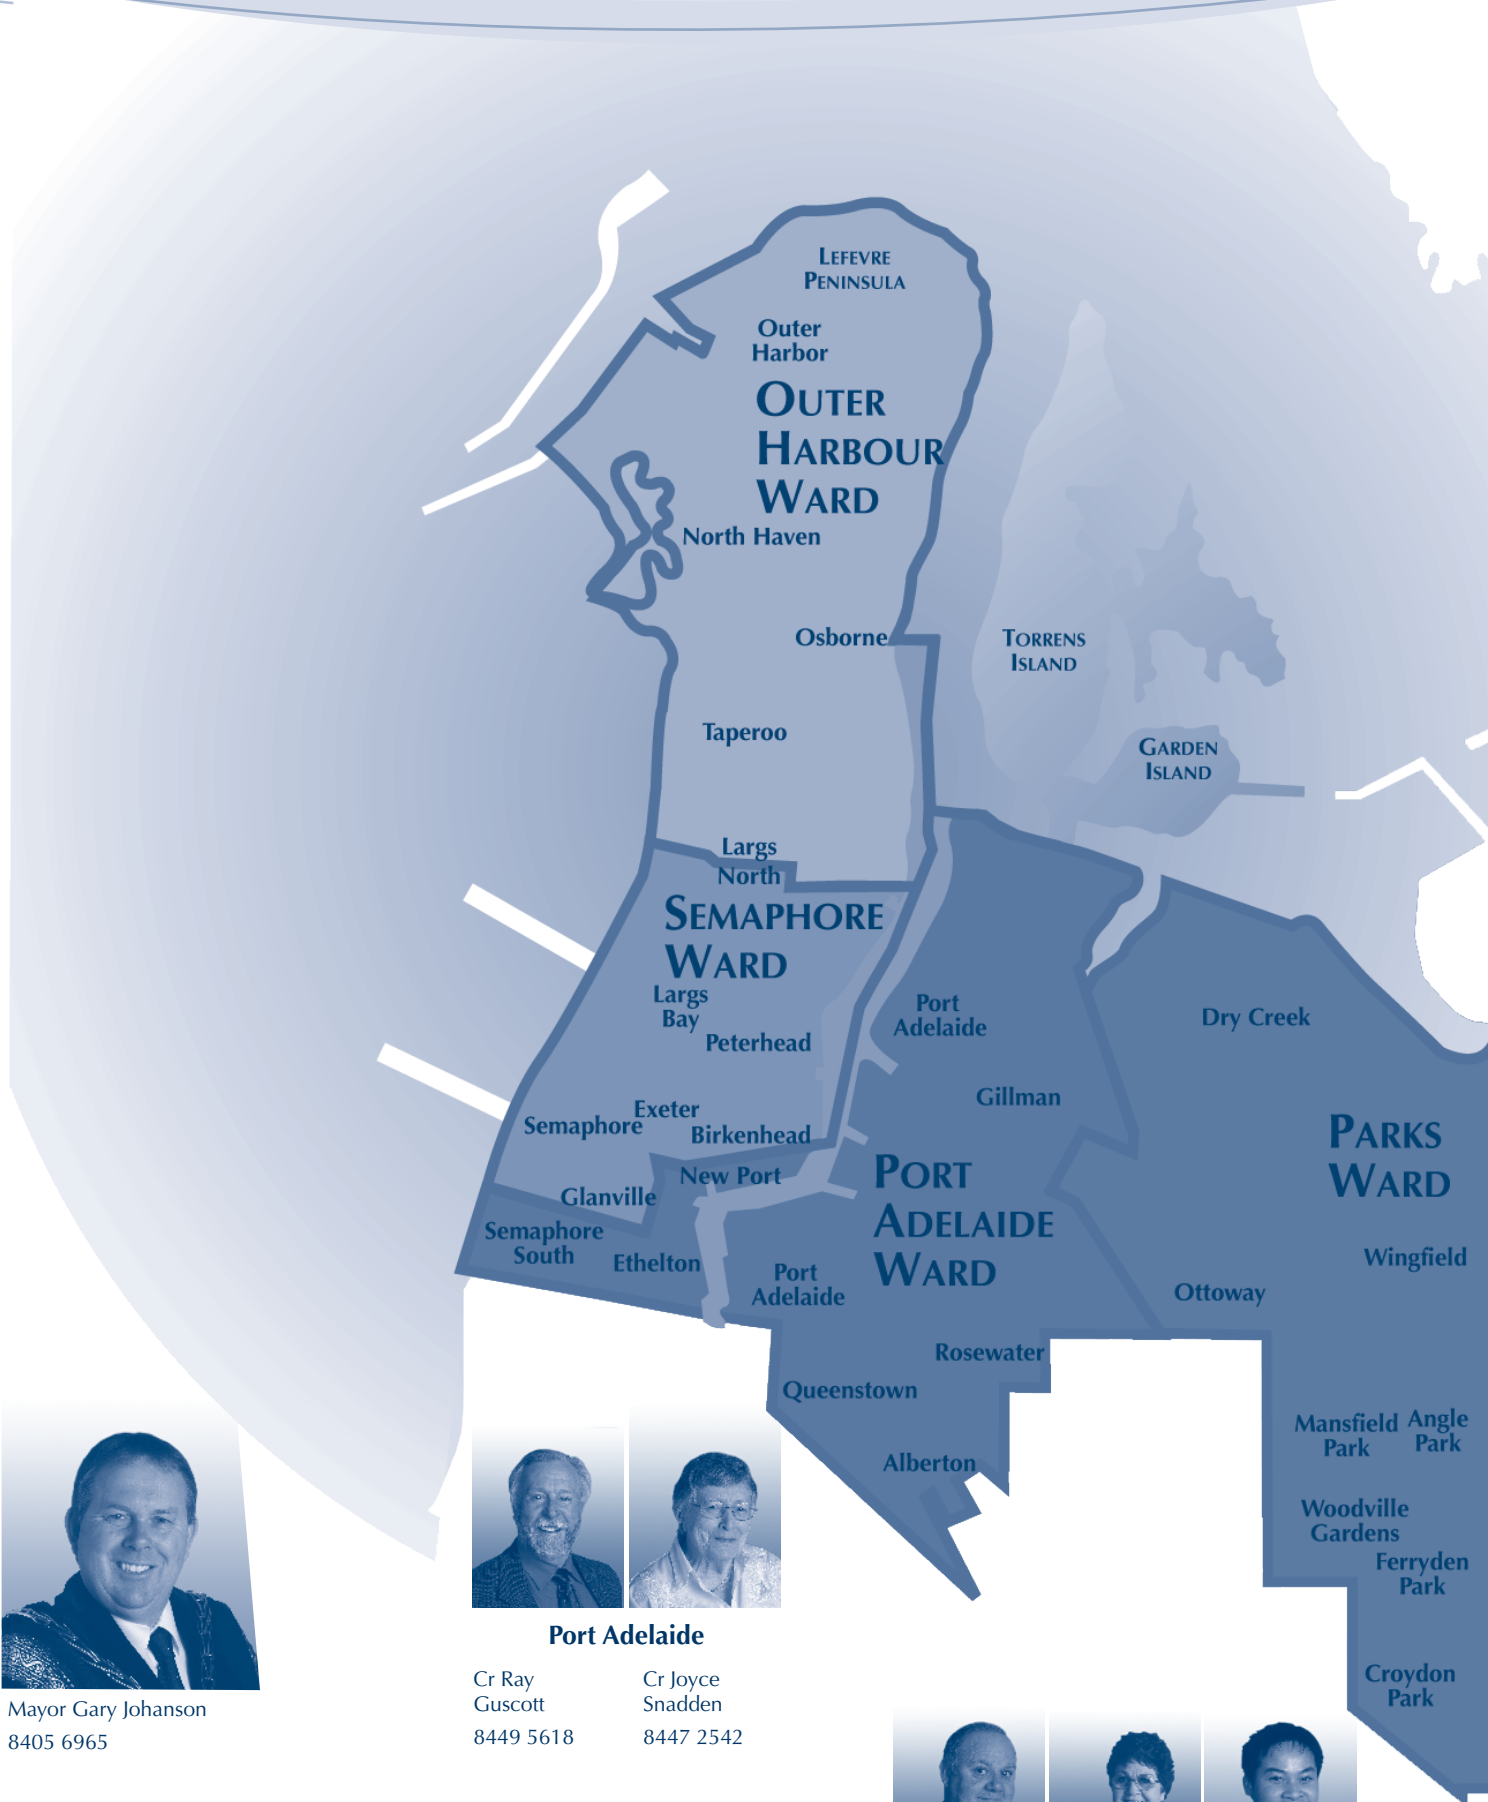 LEFEVRE
PENINSULA
Outer
Harbor
OUTER
HARBOUR
WARD
North Haven
Osborne
TORRENS
ISLAND
Taperoo
GARDEN
ISLAND
Largs
North
SEMAPHORE
WARD
Largs
Bay
Peterhead
Port
Adelaide
Dry Creek
Gillman
Exeter
Semaphore
Birkenhead
PARKS
WARD
New Port
Glanville
PORT
ADELAIDE
WARD
Semaphore
South
Ethelton
Port
Adelaide
Wingfield
Ottoway
Rosewater
Queenstown
Alberton
Mansfield
Park
Angle
Park
Woodville
Gardens
Ferryden
Park
Croydon
Park
Mayor Gary Johanson
8405 6965
Port Adelaide
Cr Ray
Guscott
8449 5618
Cr Joyce
Snadden
8447 2542